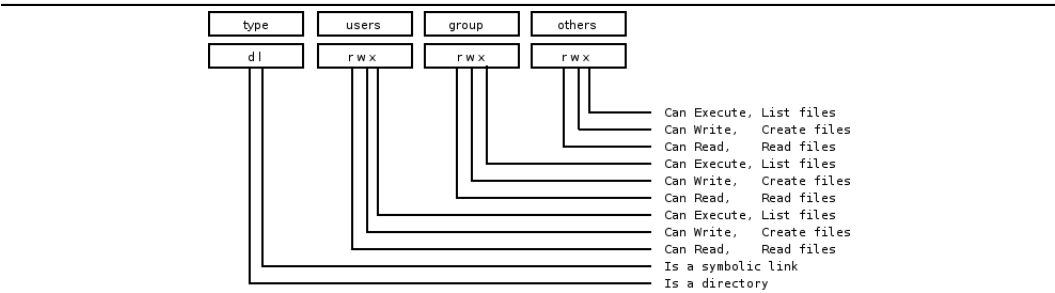 type users group others
d l r w x r w x r w x
Can Execute, List files
Can Write, Create files
Can Read, Read files
Can Execute, List files
Can Write, Create files
Can Read, Read files
Can Execute, List files
Can Write, Create files
Can Read, Read files
Is a symbolic link
Is a directory